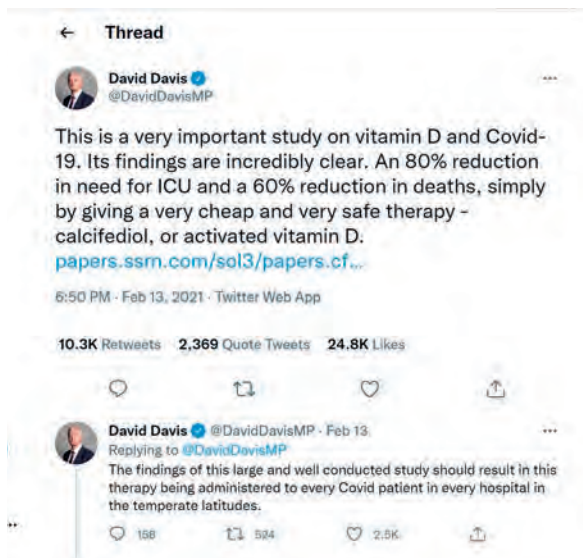 ← Thread
David Davis
@DavidDavisMP
...
This is a very important study on vitamin D and Covid-
19. Its findings are incredibly clear. An 80% reduction
in need for ICU and a 60% reduction in deaths, simply
by giving a very cheap and very safe therapy -
calcifediol, or activated vitamin D.
papers.ssrn.com/sol3/papers.cf...
6:50 PM · Feb 13, 2021 · Twitter Web App
10.3K Retweets 2,369 Quote Tweets 24.8K Likes
David Davis @DavidDavisMP · Feb 13
...
Replying to @DavidDavisMP
The findings of this large and well conducted study should result in this
therapy being administered to every Covid patient in every hospital in
the temperate latitudes.
158 524 2.5K